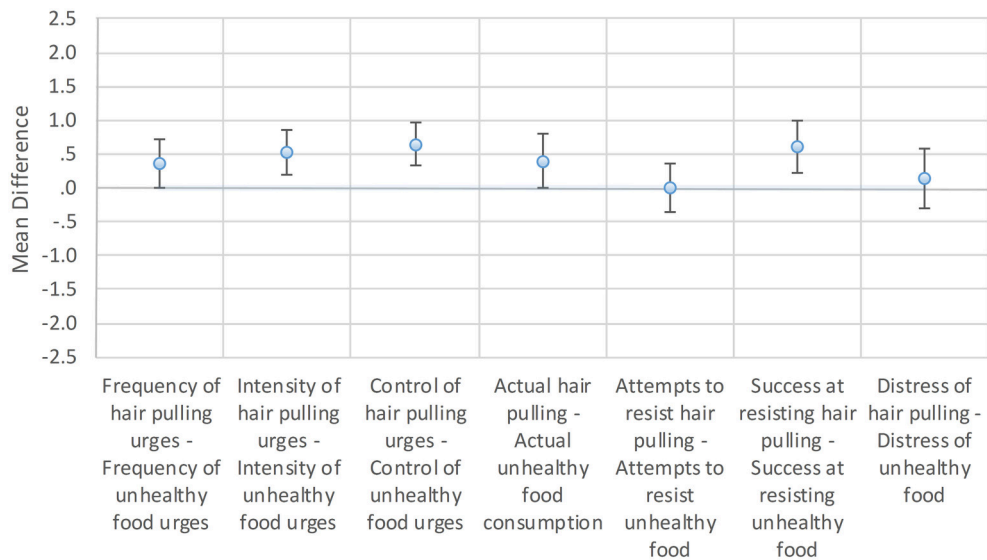 2.5
2.0
1.5
1.0
.5
.0
-.5
-1.0
-1.5
-2.0
-2.5
Mean Difference
Frequency of
hair pulling
urges -
Frequency of
unhealthy
food urges
Intensity of
hair pulling
urges -
Intensity of
unhealthy
food urges
Control of
hair pulling
urges -
Control of
unhealthy
food urges
Actual hair
pulling -
Actual
unhealthy
food
consumption
Attempts to
resist hair
pulling -
Attempts to
resist
unhealthy
food
Success at
resisting hair
pulling -
Success at
resisting
unhealthy
food
Distress of
hair pulling -
Distress of
unhealthy
food